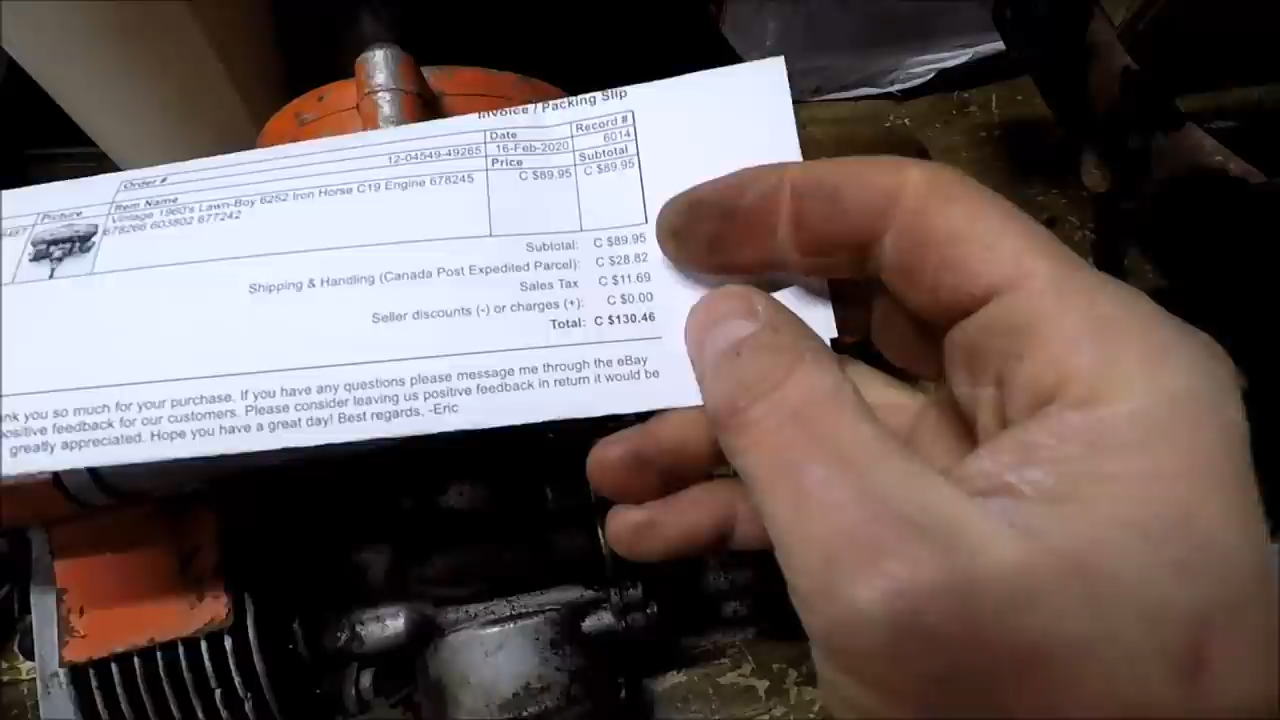 Invoice / Packing Slip
Order # Date Record #
12-04549-49265 16-Feb-2020 6014
Picture Item Name Price Subtotal
Vintage 1960's Lawn-Boy 6252 Iron Horse C19 Engine 678245 C $89.95 C $89.95
678266 603802 677242
Subtotal: C $89.95
Shipping & Handling (Canada Post Expedited Parcel): C $28.82
Sales Tax C $11.69
Seller discounts (-) or charges (+): C $0.00
Total: C $130.46
nk you so much for your purchase. If you have any questions please message me through the eBay
ositive feedback for our customers. Please consider leaving us positive feedback in return it would be
greatly appreciated. Hope you have a great day! Best regards, -Eric